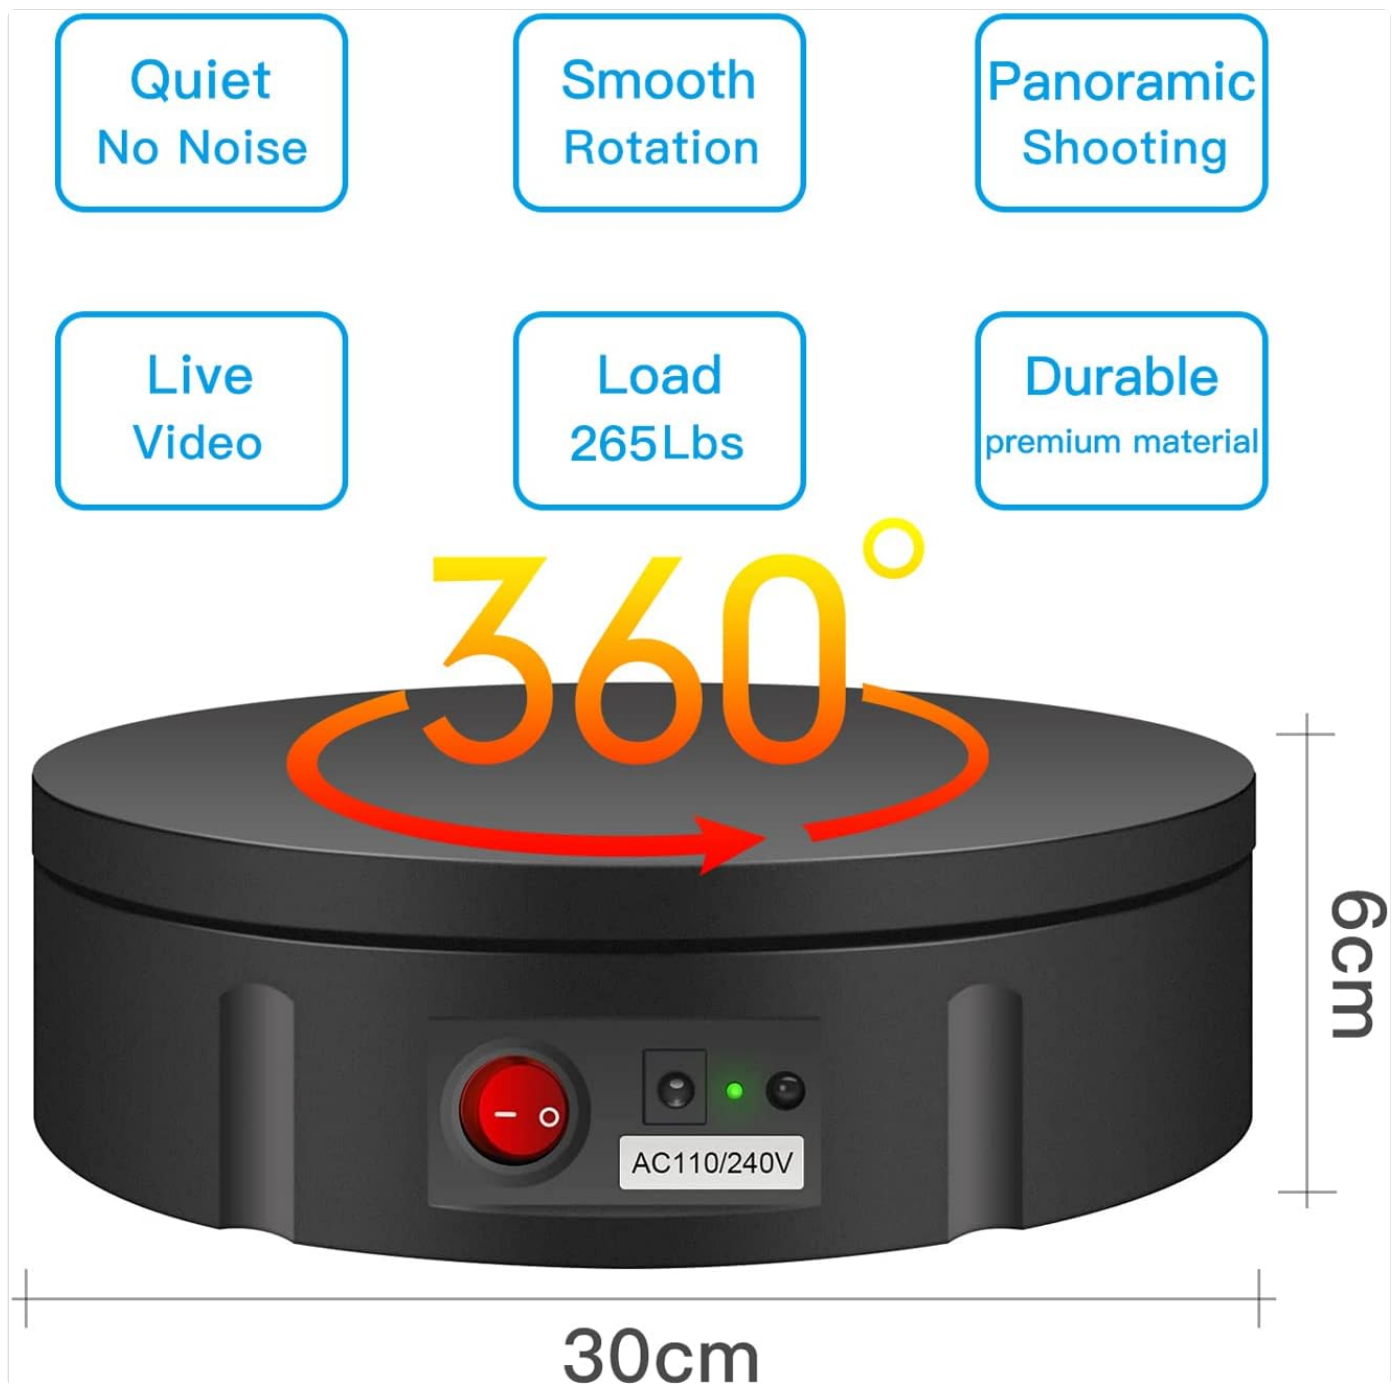 Quiet
No Noise
Smooth
Rotation
Panoramic
Shooting
Live
Video
Load
265Lbs
Durable
premium material
360°
6cm
AC110/240V
30cm